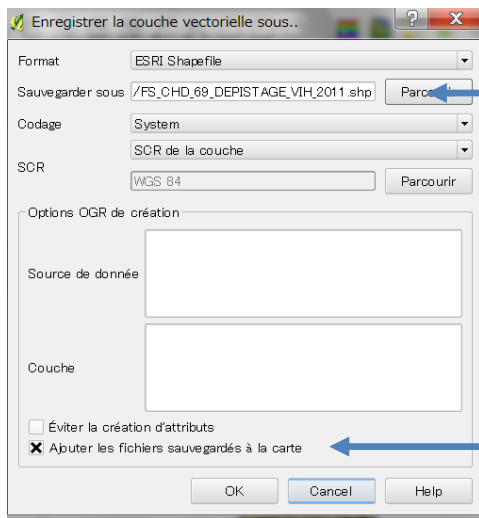 Enregistrer la couche vectorielle sous..
?
X
Format
ESRI Shapefile
Sauvegarder sous
/FS_CHD_69_DEPISTAGE_VIH_2011.shp
Codage
System
SCR de la couche
SCR
WGS 84
Parcourir
Options OGR de création
Source de donnée
Couche
Éviter la création d'attributs
Ajouter les fichiers sauvegardés à la carte
OK
Cancel
Help